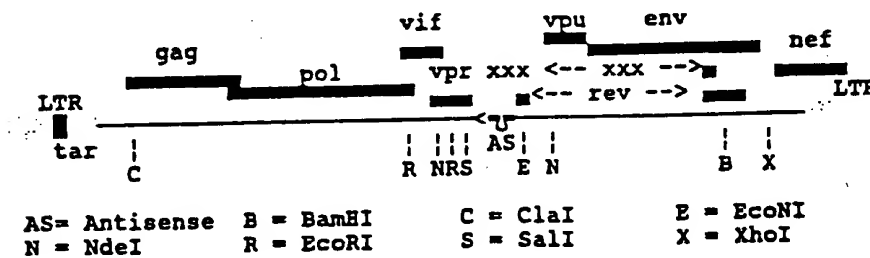 vif vpu env
gag nef
pol vpr xxx <-- xxx -->
LTR <-- rev --> LTR
tar AS
C R NRS E N B X
AS= Antisense B = BamHI C = ClaI E = EcoNI
N = NdeI R = EcoRI S = SalI X = XhoI